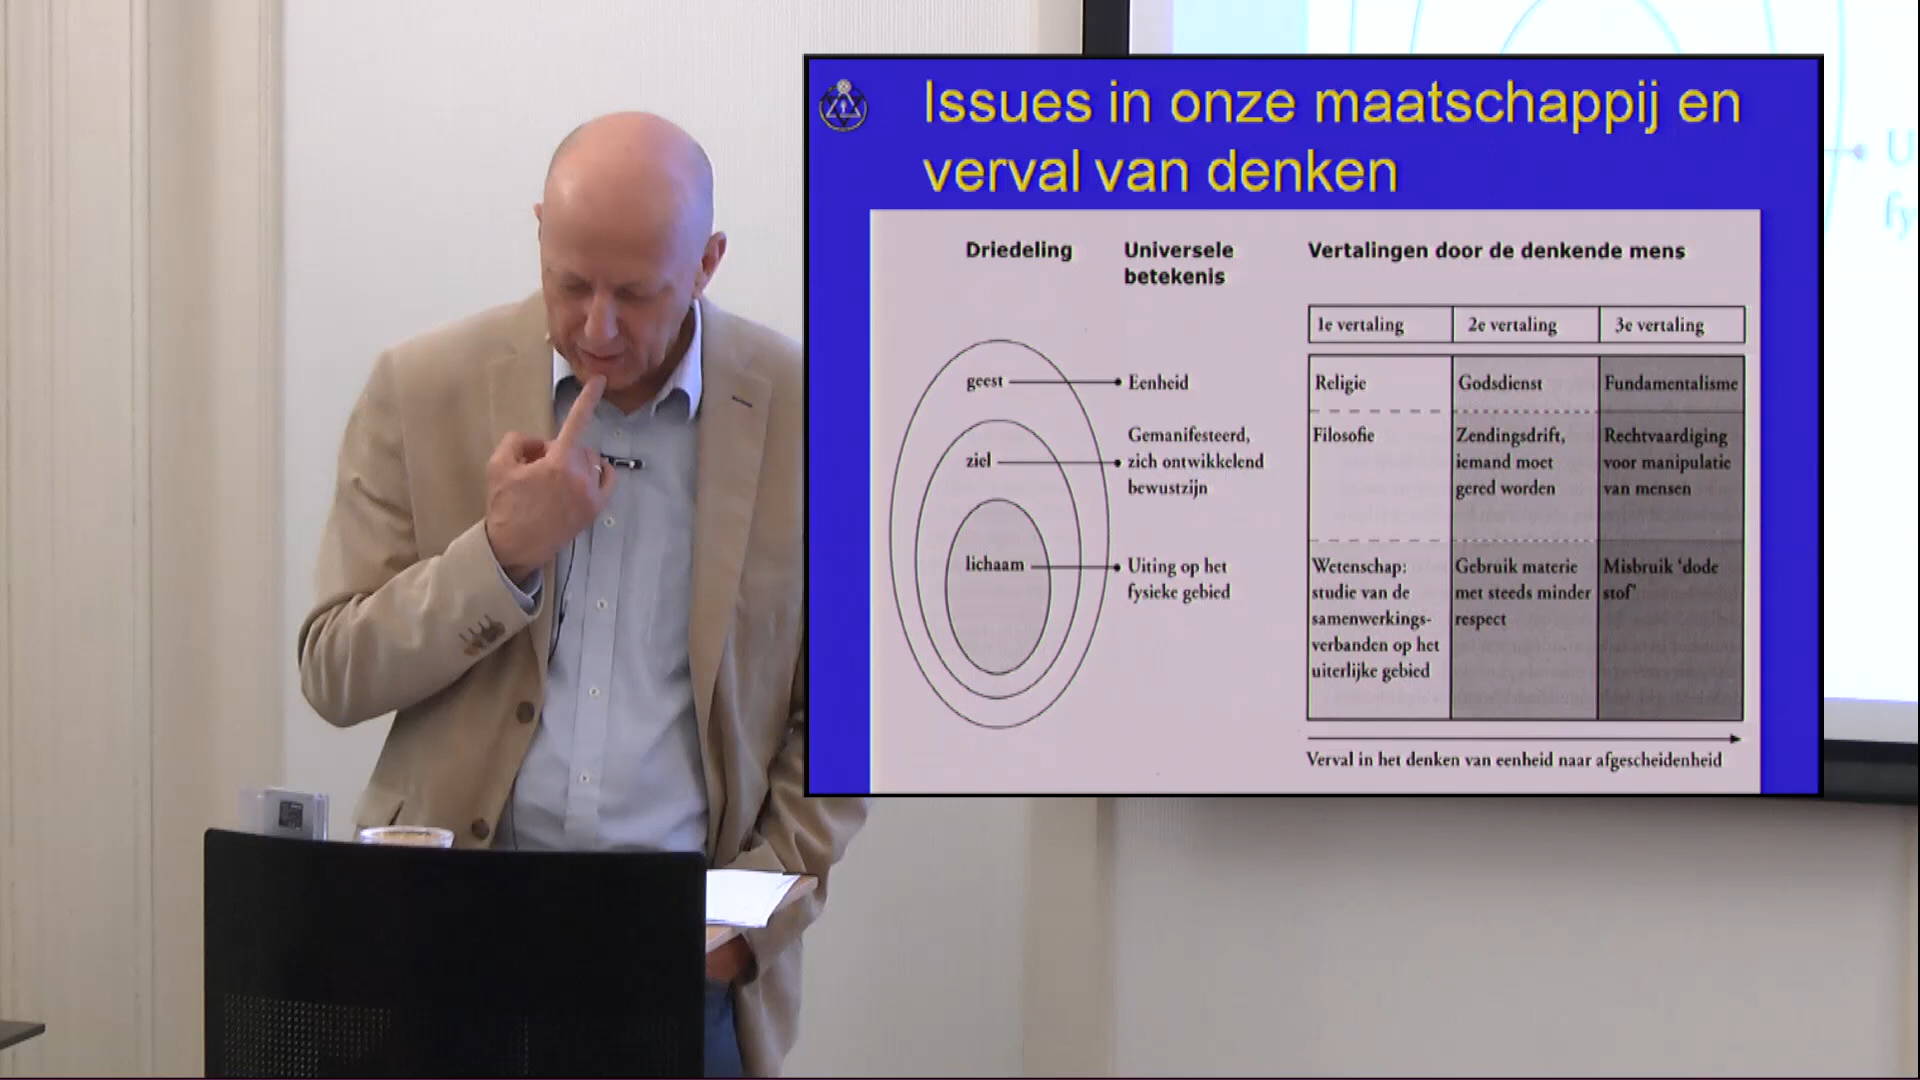 Issues in onze maatschappij en
verval van denken
Driedeling
Universele
betekenis
Vertalingen door de denkende mens
1e vertaling
2e vertaling
3e vertaling
geest
Eenheid
Religie
Godsdienst
Fundamentalisme
ziel
Gemanifesteerd,
zich ontwikkelend
bewustzijn
Filosofie
Zendingsdrift,
iemand moet
gered worden
Rechtvaardiging
voor manipulatie
van mensen
lichaam
Uiting op het
fysieke gebied
Wetenschap:
studie van de
samenwerkings-
verbanden op het
uiterlijke gebied
Gebruik materie
met steeds minder
respect
Misbruik 'dode
stof'
Verval in het denken van eenheid naar afgescheidenheid
U
fy